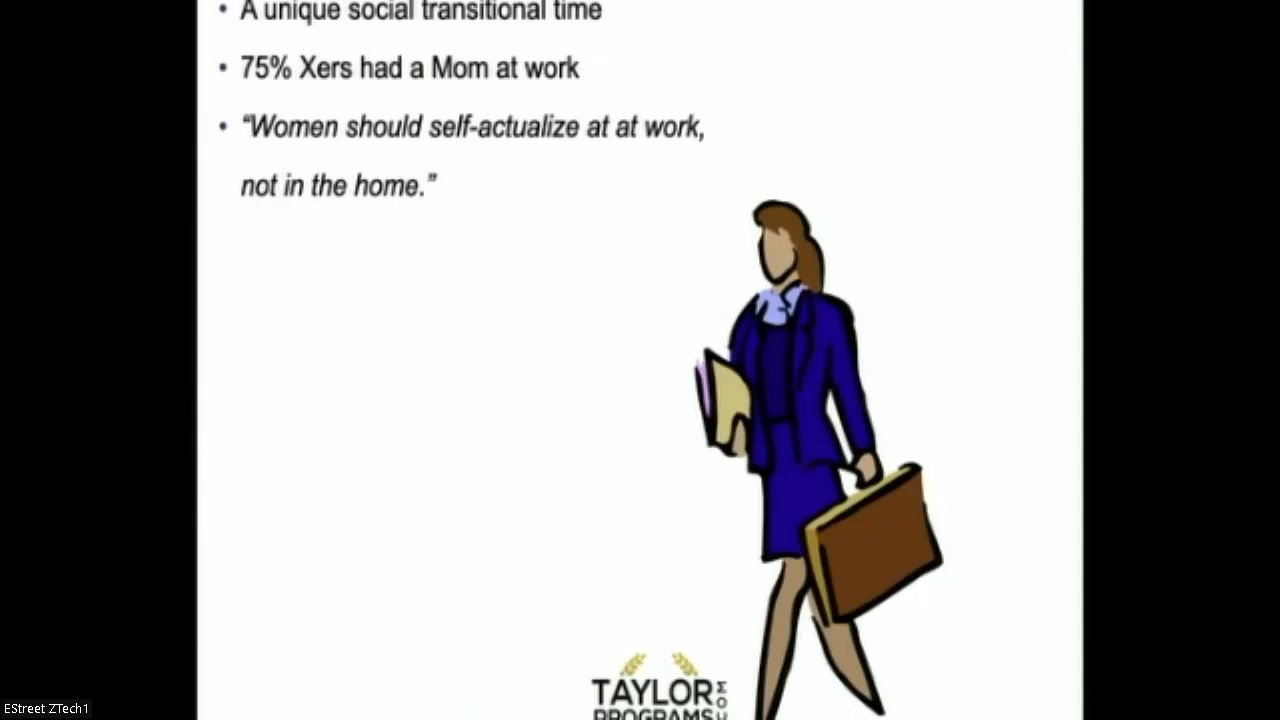 • A unique social transitional time
• 75% Xers had a Mom at work
• “Women should self-actualize at at work,
not in the home.”
TAYLOR
PROGRAMS
.COM
EStreet ZTech1